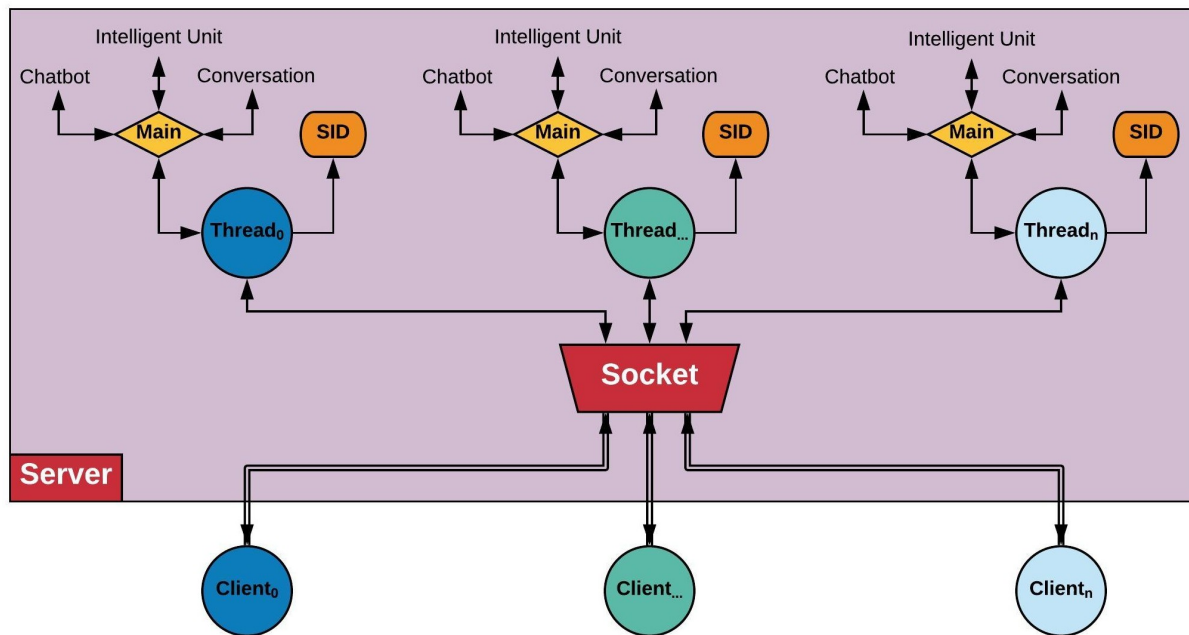 Intelligent Unit
Chatbot
Conversation
Main
SID
Thread₀
Intelligent Unit
Chatbot
Conversation
Main
SID
Thread...
Intelligent Unit
Chatbot
Conversation
Main
SID
Threadₙ
Socket
Server
Client₀
Client...
Clientₙ